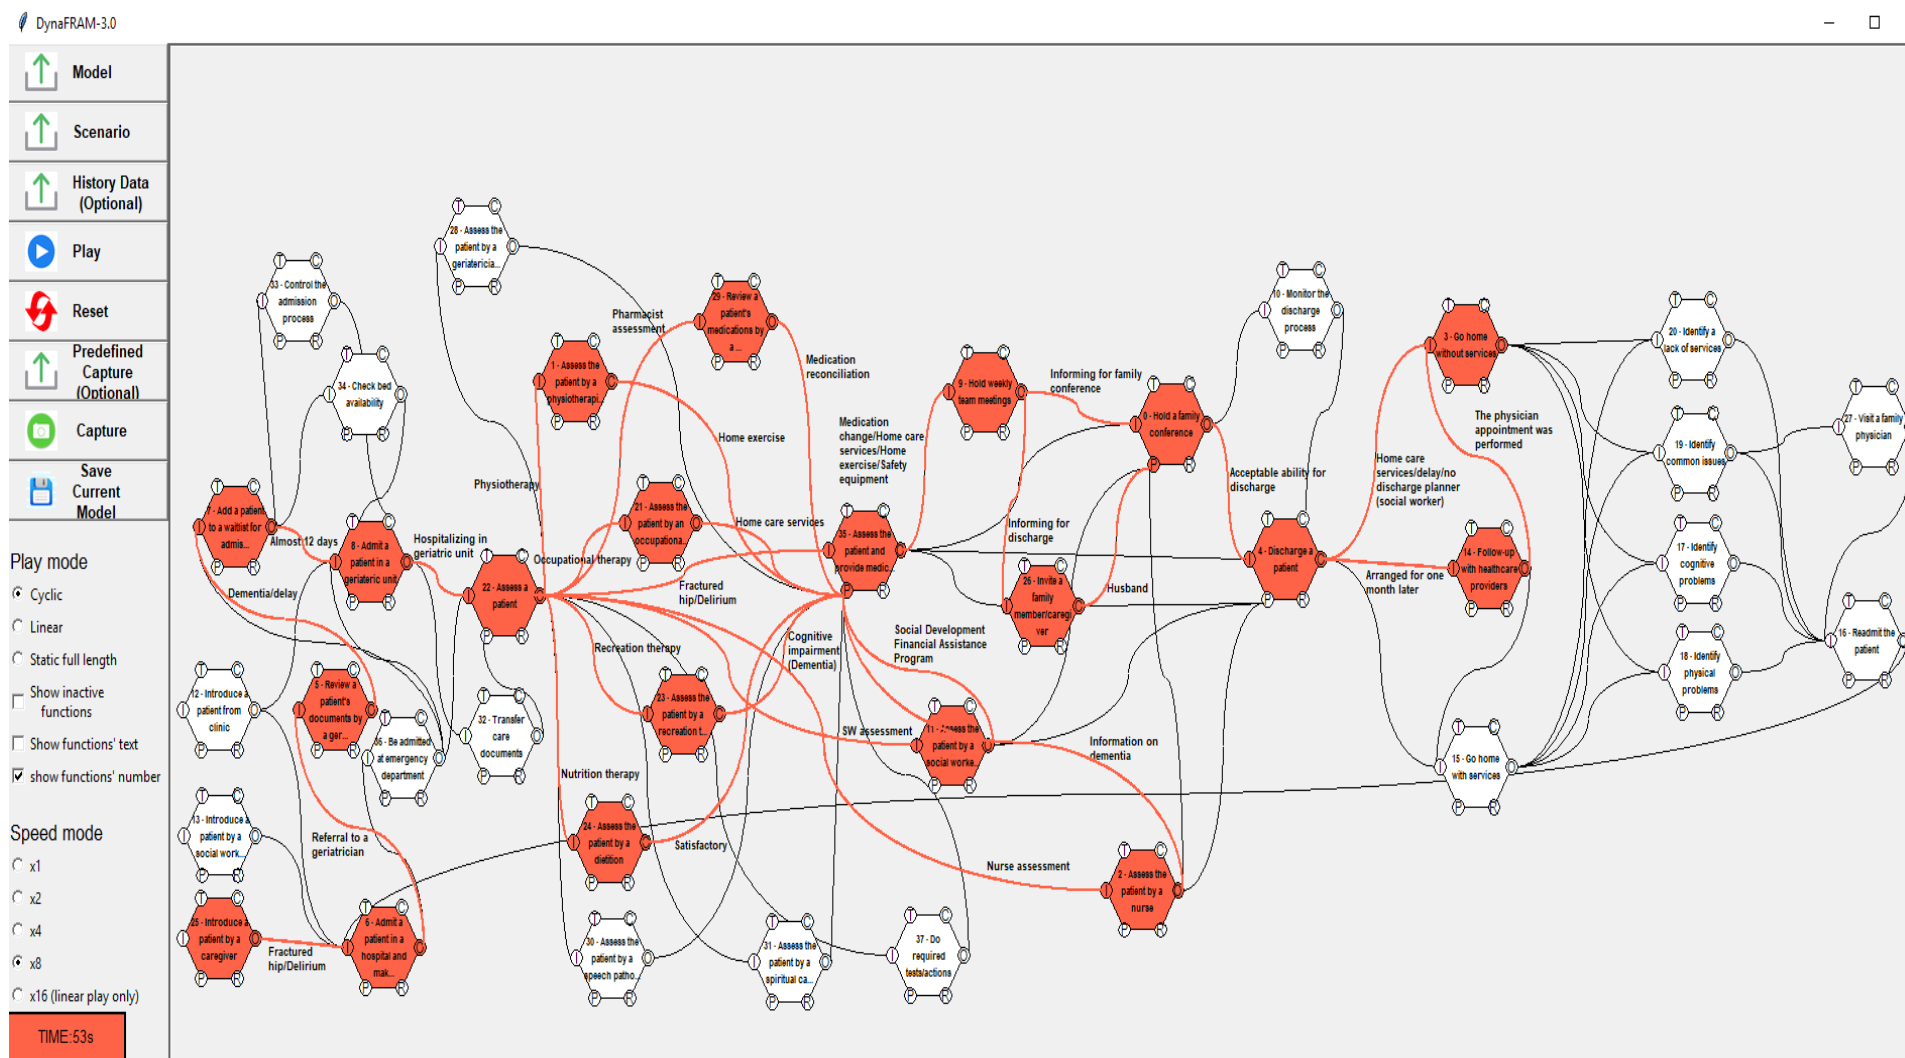 DynaFRAM-3.0
Model
Scenario
History Data
(Optional)
Play
Reset
Predefined
Capture
(Optional)
Capture
Save
Current
Model
Play mode
Cyclic
Linear
Static full length
Show inactive
functions
Show functions' text
show functions' number
Speed mode
x1
x2
x4
x8
x16 (linear play only)
TIME:53s
28 - Assess the
patient by a
geriatericia...
33 - Control the
admission
process
34 - Check bed
availability
29 - Review a
patient's
medications by
a ...
Pharmacist
assessment
1 - Assess the
patient by a
physiotherapi...
Medication
reconciliation
Home exercise
Physiotherapy
7 - Add a patient
to a waitlist for
admis...
Almost 12 days
8 - Admit a
patient in a
geriatric unit
Hospitalizing in
geriatric unit
22 - Assess a
patient
Occupational therapy
21 - Assess the
patient by an
occupationa...
Home care services
Fractured
hip/Delirium
Dementia/delay
Recreation therapy
Cognitive
impairment
(Dementia)
12 - Introduce a
patient from
clinic
5 - Review a
patient's
documents by
a ger...
36 - Be admitted
at emergency
department
32 - Transfer
care
documents
23 - Assess the
patient by a
recreation t...
Nutrition therapy
24 - Assess the
patient by a
dietition
Satisfactory
13 - Introduce a
patient by a
social work...
Referral to a
geriatrician
25 - Introduce a
patient by a
caregiver
Fractured
hip/Delirium
6 - Admit a
patient in a
hospital and
mak...
30 - Assess the
patient by a
speech patho...
31 - Assess the
patient by a
spiritual ca...
37 - Do
required
tests/actions
Medication
change/Home care
services/Home
exercise/Safety
equipment
35 - Assess the
patient and
provide medic...
9 - Hold weekly
team meetings
Informing for family
conference
0 - Hold a family
conference
Informing for
discharge
26 - Invite a
family
member/caregi
ver
Husband
Social Development
Financial Assistance
Program
SW assessment
11 - Assess the
patient by a
social worke...
Information on
dementia
Nurse assessment
2 - Assess the
patient by a
nurse
10 - Monitor the
discharge
process
Acceptable ability for
discharge
4 - Discharge a
patient
Home care
services/delay/no
discharge planner
(social worker)
3 - Go home
without services
The physician
appointment was
performed
14 - Follow-up
with healthcare
providers
Arranged for one
month later
15 - Go home
with services
20 - Identify a
lack of services
19 - Identify
common issues
17 - Identify
cognitive
problems
18 - Identify
physical
problems
27 - Visit a family
physician
16 - Readmit the
patient